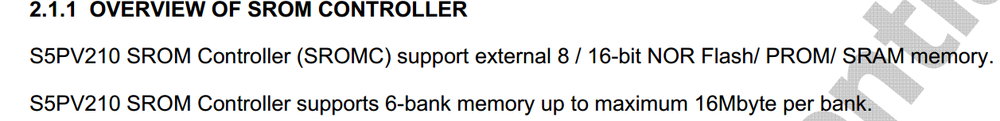 2.1.1 OVERVIEW OF SROM CONTROLLER
S5PV210 SROM Controller (SROMC) support external 8 / 16-bit NOR Flash/ PROM/ SRAM memory.
S5PV210 SROM Controller supports 6-bank memory up to maximum 16Mbyte per bank.